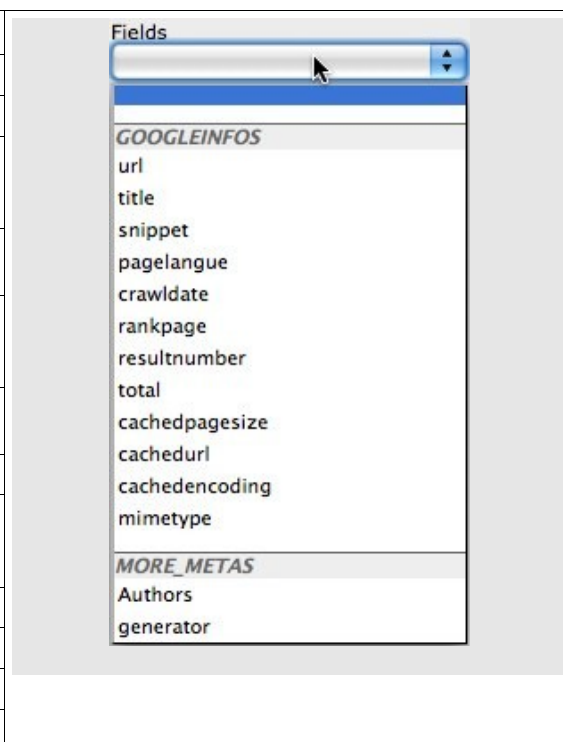 Fields
GOOGLEINFOS
url
title
snippet
pagelangue
crawldate
rankpage
resultnumber
total
cachedpagesize
cachedurl
cachedencoding
mimetype
MORE_METAS
Authors
generator